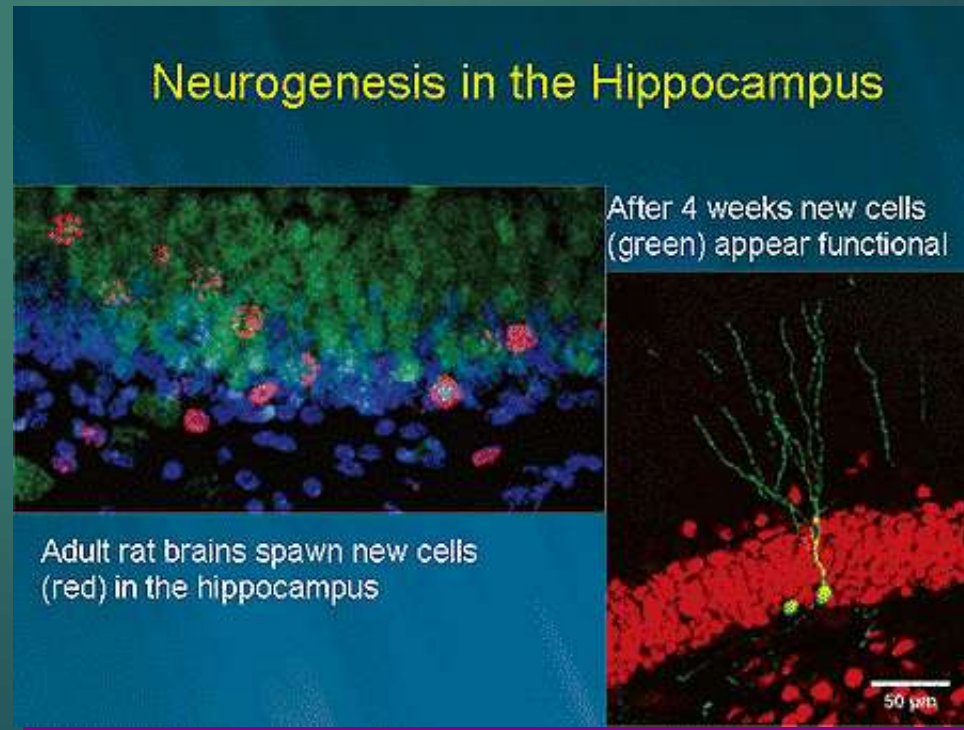 Neurogenesis in the Hippocampus
After 4 weeks new cells
(green) appear functional
Adult rat brains spawn new cells
(red) in the hippocampus
50 µm